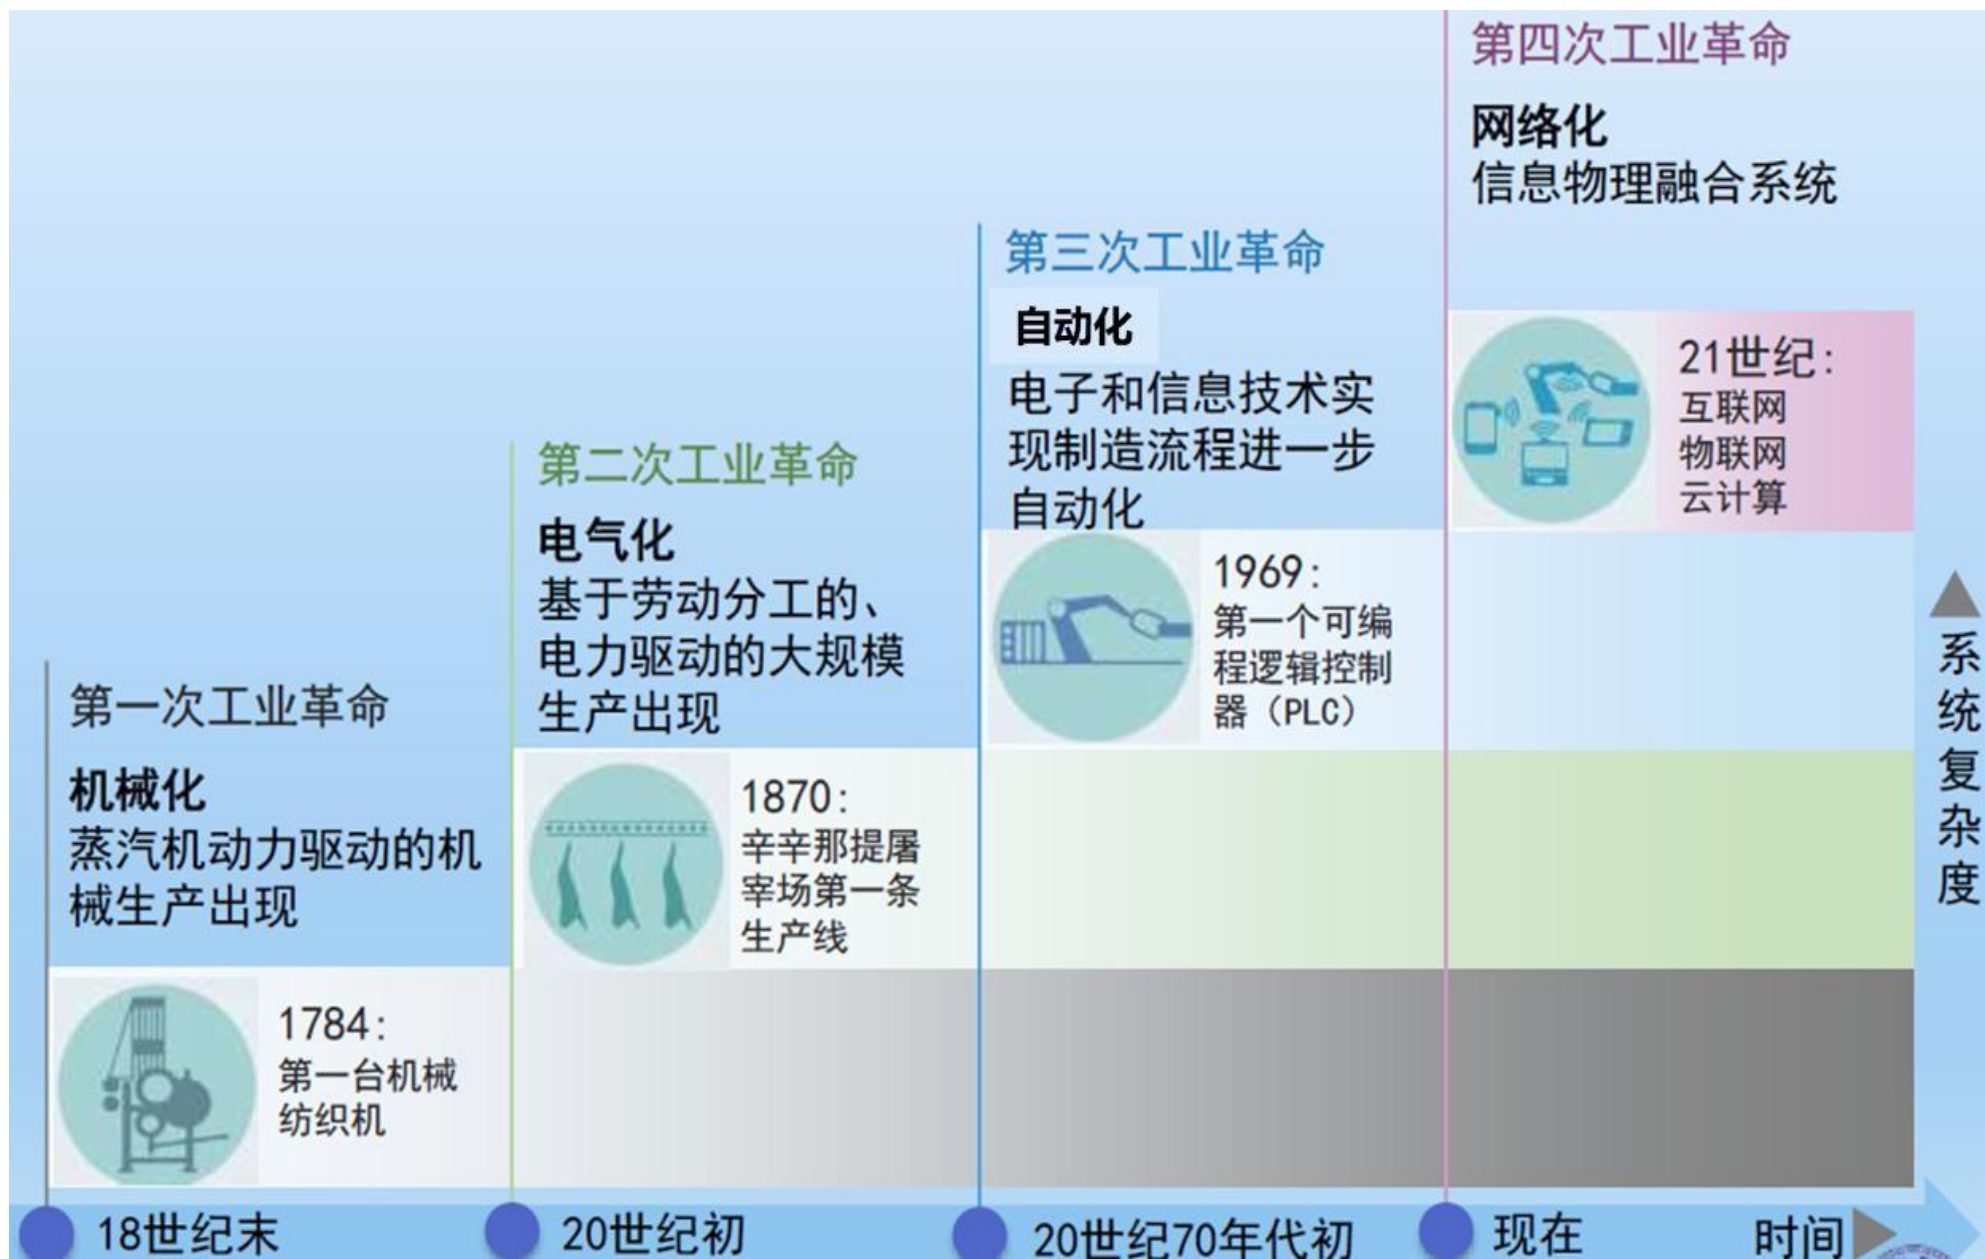 第四次工业革命
网络化
信息物理融合系统
21世纪:
互联网
物联网
云计算
第三次工业革命
自动化
电子和信息技术实
现制造流程进一步
自动化
1969:
第一个可编
程逻辑控制
器（PLC）
第二次工业革命
电气化
基于劳动分工的、
电力驱动的大规模
生产出现
1870:
辛辛那提屠
宰场第一条
生产线
第一次工业革命
机械化
蒸汽机动力驱动的机
械生产出现
1784:
第一台机械
纺织机
系统复杂度
18世纪末
20世纪初
20世纪70年代初
现在
时间